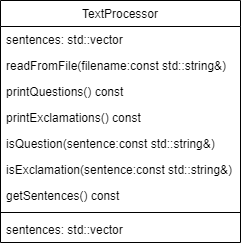 TextProcessor
sentences: std::vector
readFromFile(filename:const std::string&)
printQuestions() const
printExclamations() const
isQuestion(sentence:const std::string&)
isExclamation(sentence:const std::string&)
getSentences() const
sentences: std::vector